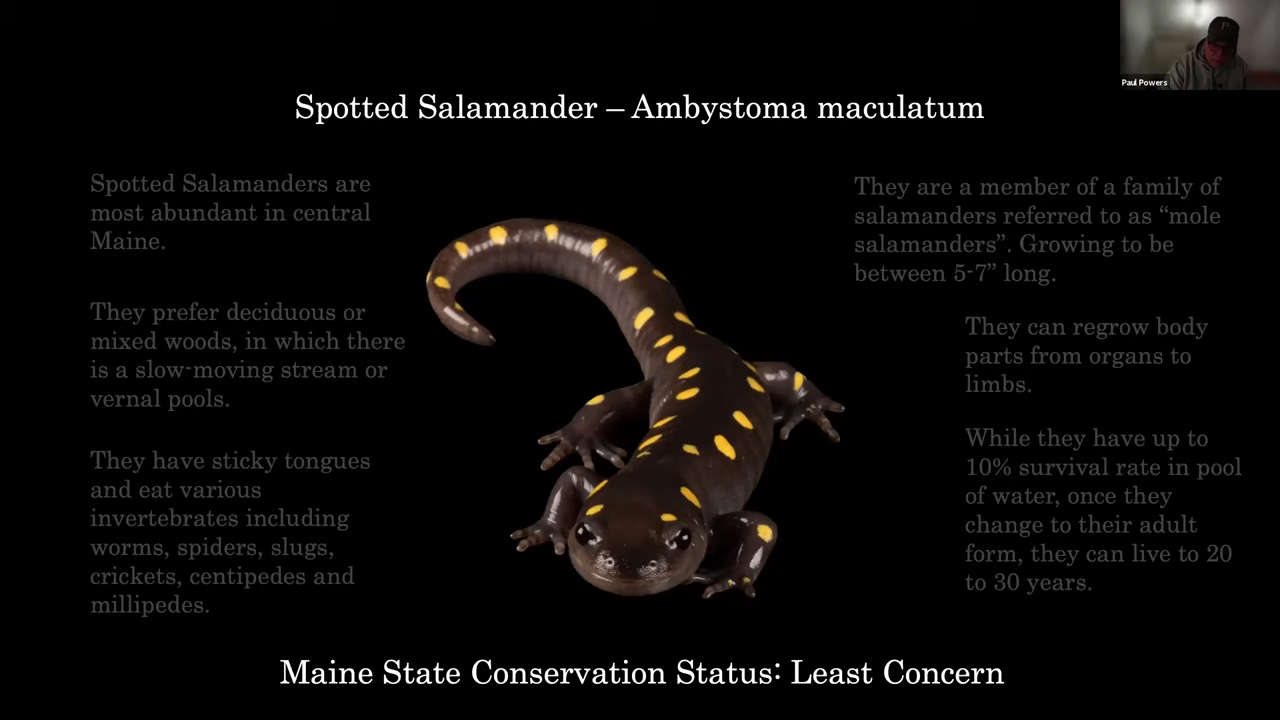 Paul Powers
Spotted Salamander – Ambystoma maculatum
Spotted Salamanders are
most abundant in central
Maine.
They prefer deciduous or
mixed woods, in which there
is a slow-moving stream or
vernal pools.
They have sticky tongues
and eat various
invertebrates including
worms, spiders, slugs,
crickets, centipedes and
millipedes.
They are a member of a family of
salamanders referred to as “mole
salamanders”. Growing to be
between 5-7” long.
They can regrow body
parts from organs to
limbs.
While they have up to
10% survival rate in pool
of water, once they
change to their adult
form, they can live to 20
to 30 years.
Maine State Conservation Status: Least Concern